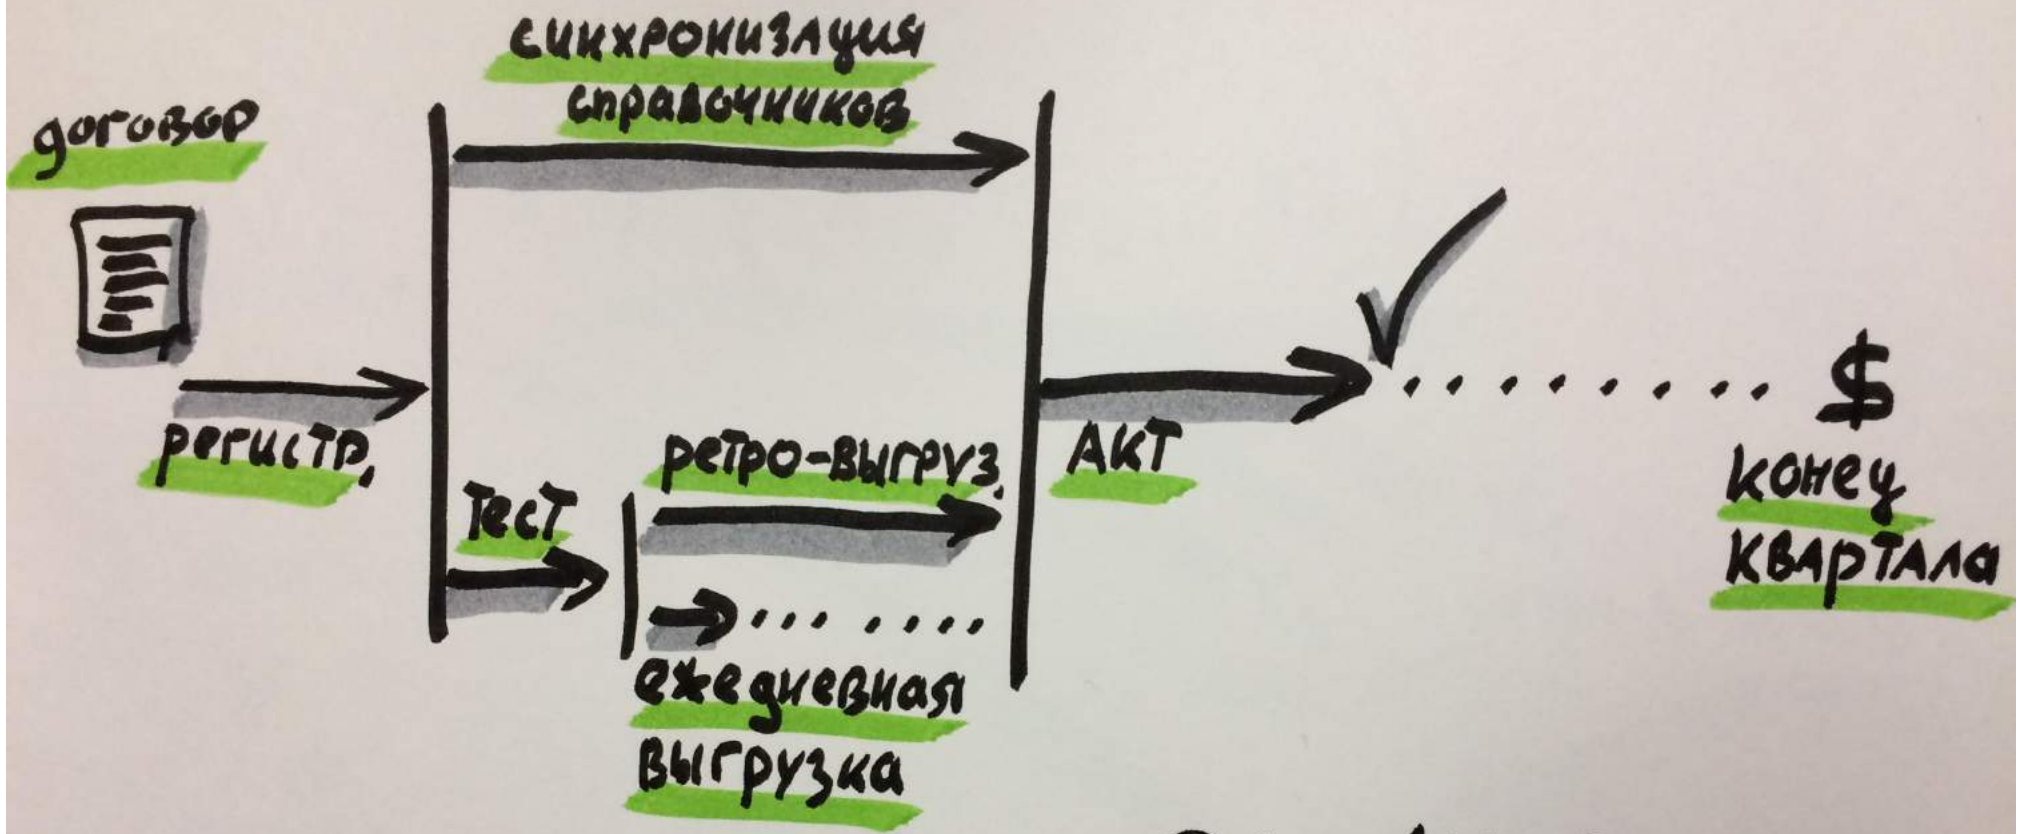 синхронизация
справочников
договор
регистр.
тест
ретро-выгруз.
ежедневная
выгрузка
АКТ
$
конец
квартала